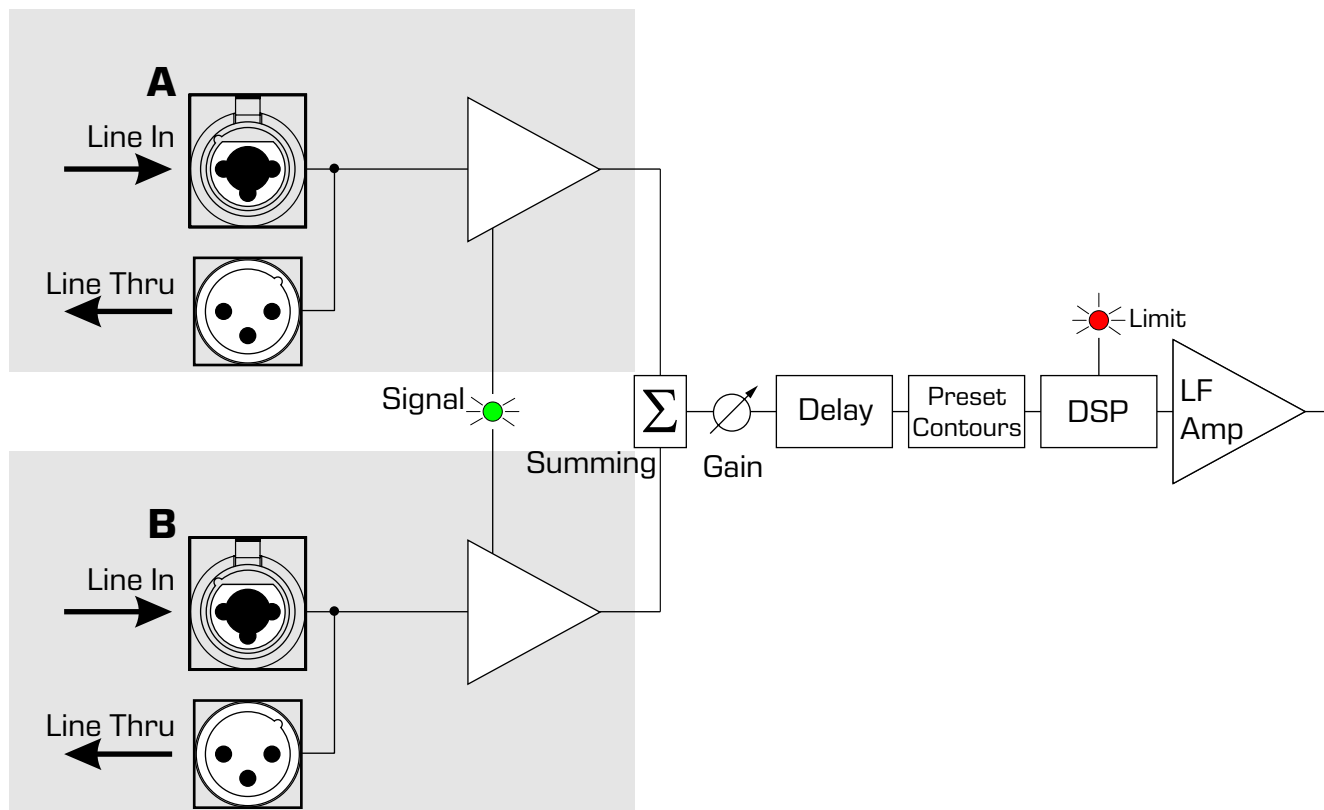 A
Line In
Line Thru
Signal
Σ
Summing
Gain
Delay
Preset
Contours
DSP
Limit
LF
Amp
B
Line In
Line Thru